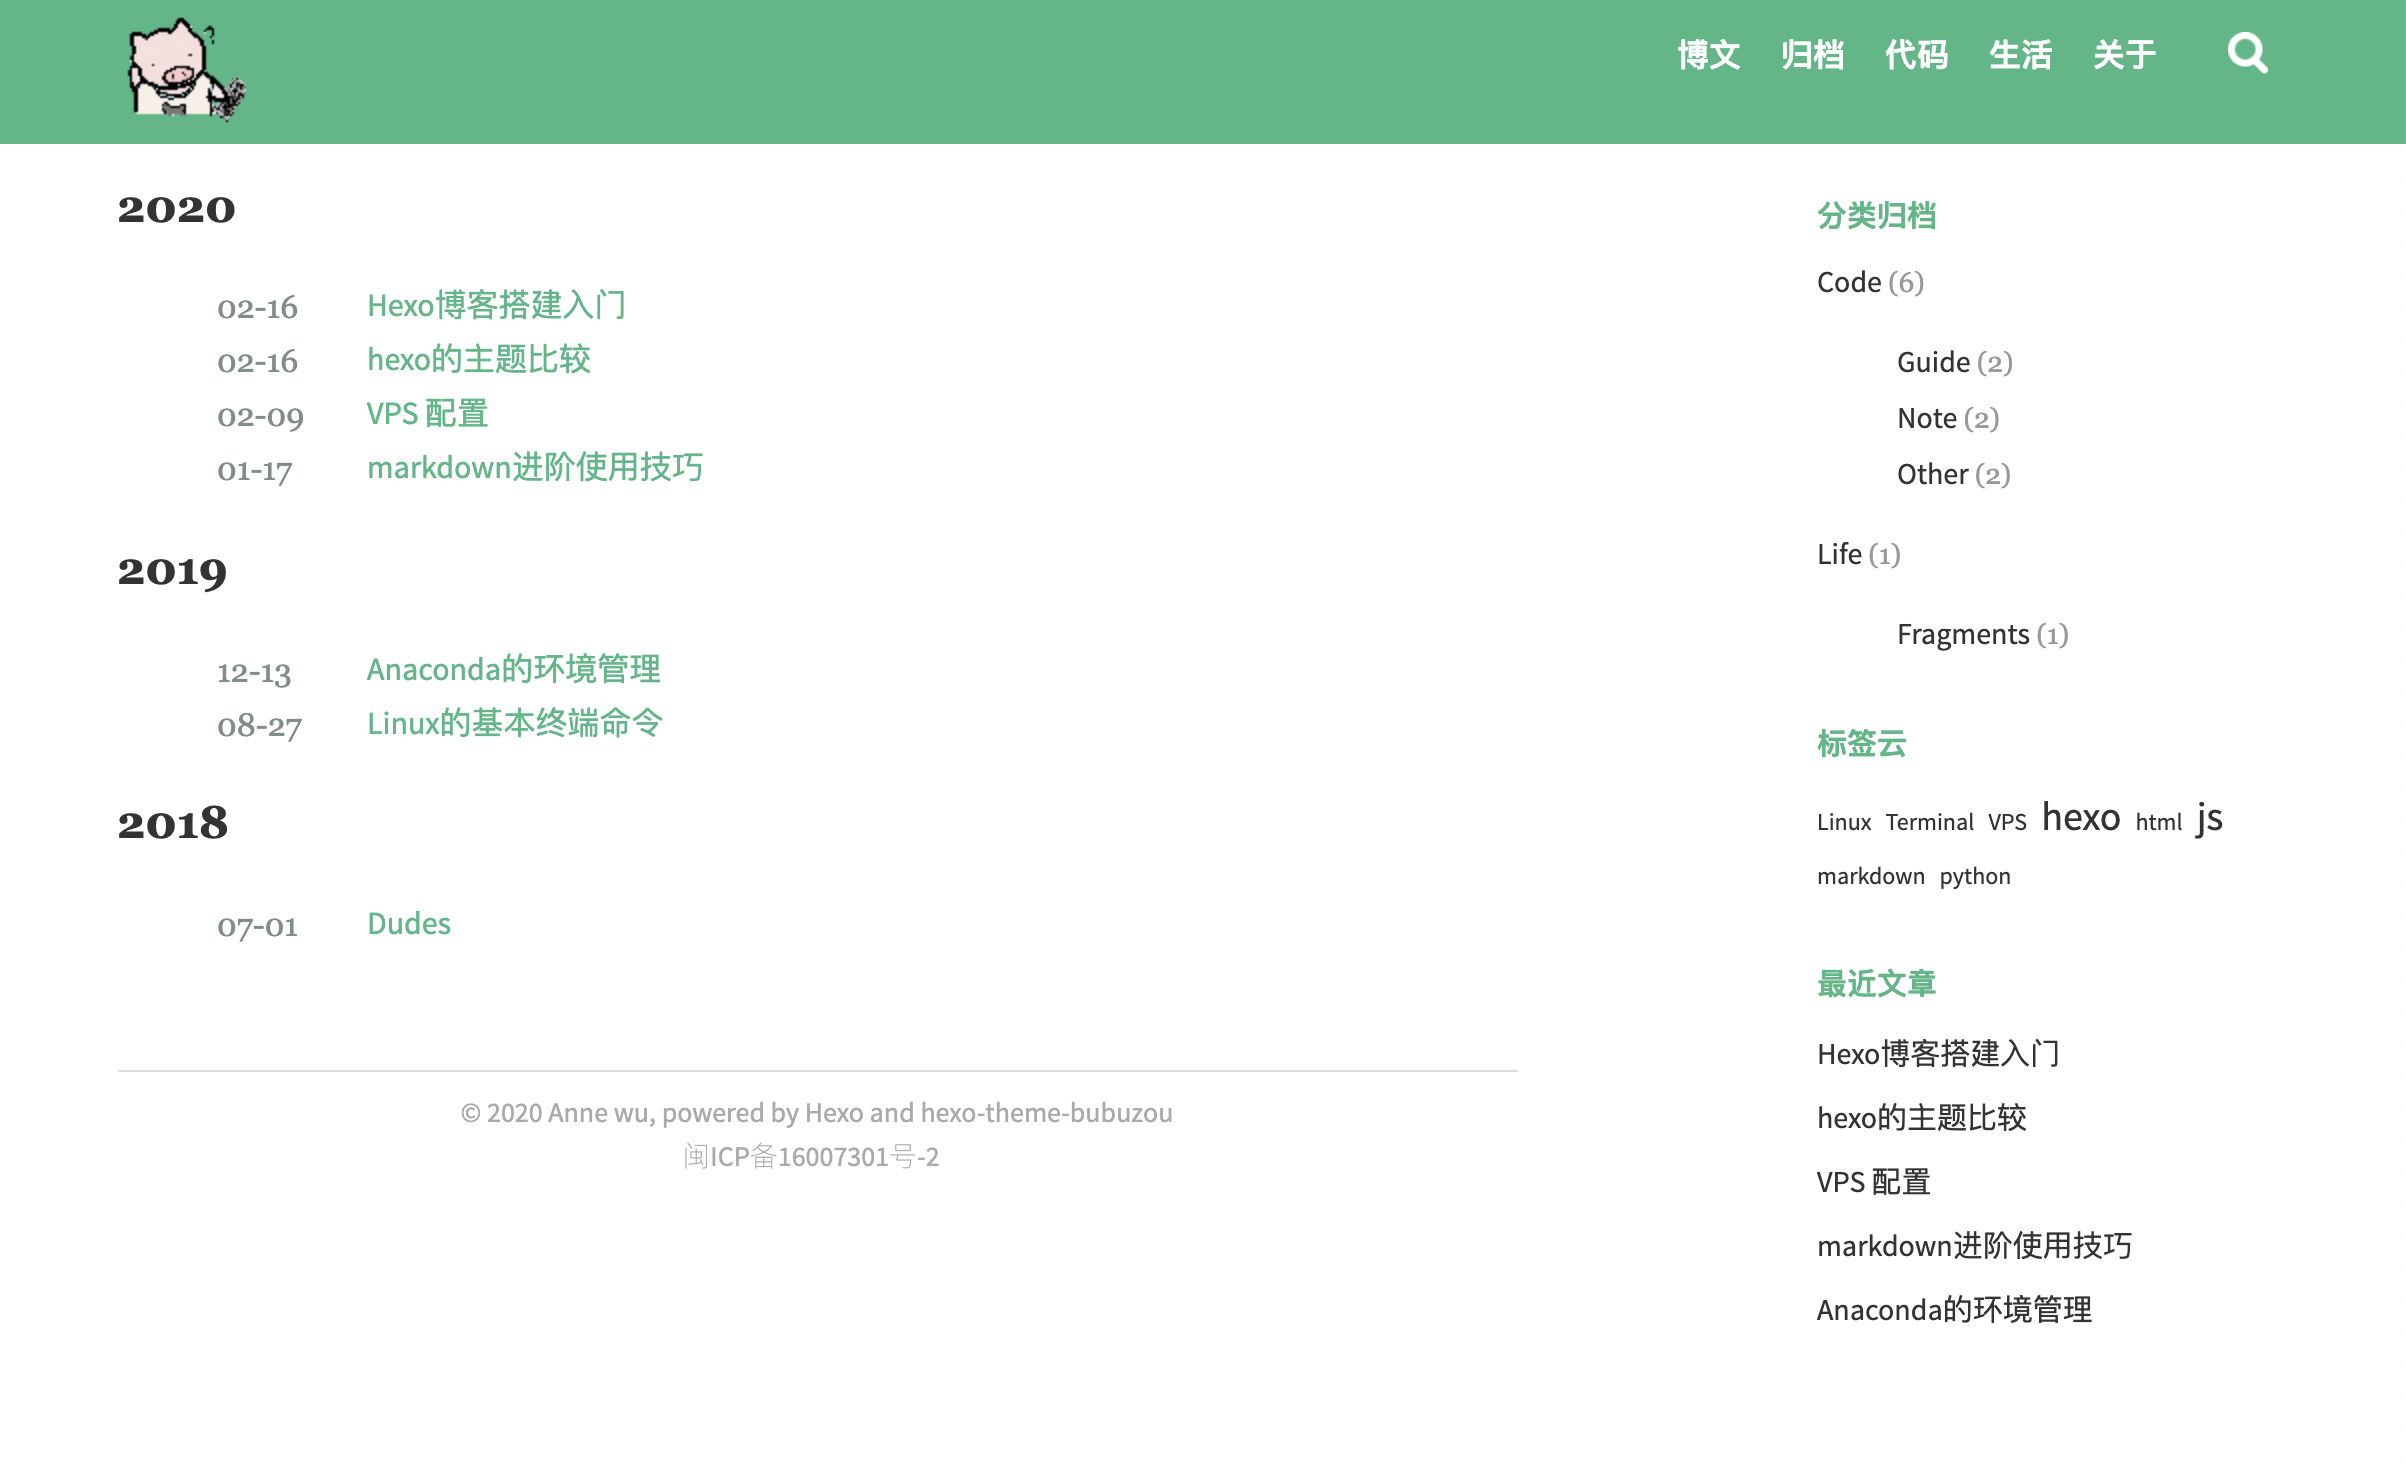 博文 归档 代码 生活 关于
2020
02-16 Hexo博客搭建入门
02-16 hexo的主题比较
02-09 VPS 配置
01-17 markdown进阶使用技巧
2019
12-13 Anaconda的环境管理
08-27 Linux的基本终端命令
2018
07-01 Dudes
© 2020 Anne wu, powered by Hexo and hexo-theme-bubuzou
闽ICP备16007301号-2
分类归档
Code (6)
Guide (2)
Note (2)
Other (2)
Life (1)
Fragments (1)
标签云
Linux Terminal VPS hexo html js
markdown python
最近文章
Hexo博客搭建入门
hexo的主题比较
VPS 配置
markdown进阶使用技巧
Anaconda的环境管理